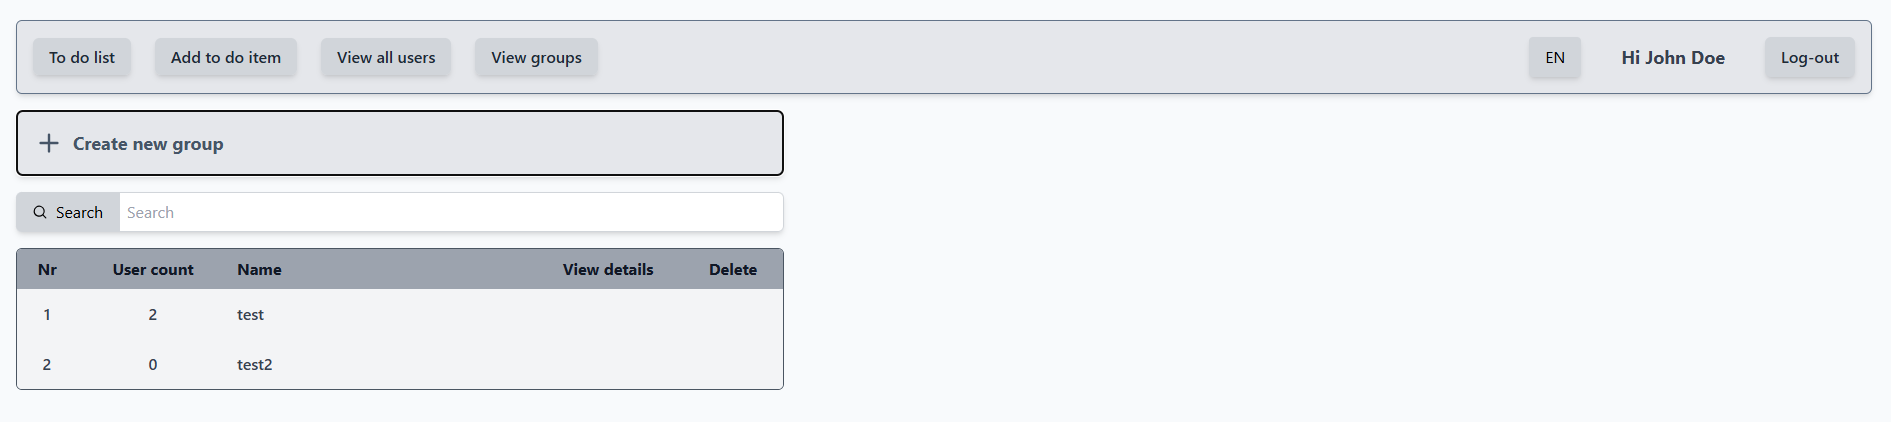 To do list Add to do item View all users View groups EN Hi John Doe Log-out
Create new group
Search Search
Nr User count Name View details Delete
1 2 test
2 0 test2